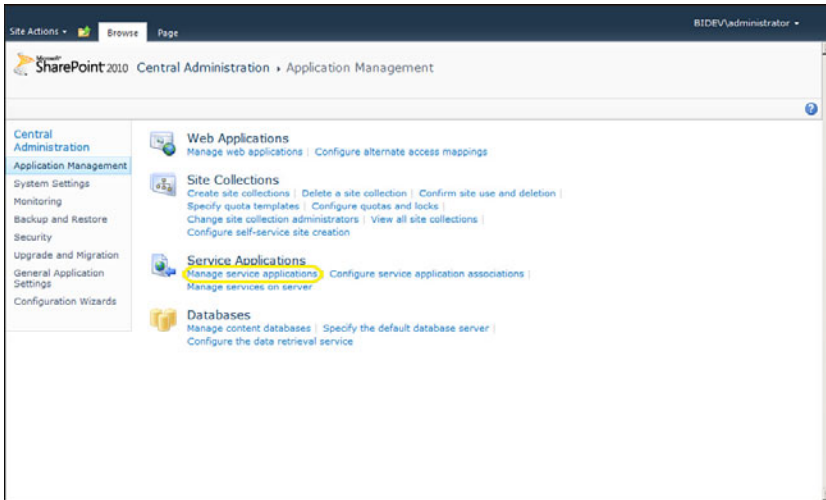 BIDEV\administrator
Site Actions Browse Page
Microsoft
SharePoint 2010 Central Administration Application Management
Central
Administration
Application Management
System Settings
Monitoring
Backup and Restore
Security
Upgrade and Migration
General Application
Settings
Configuration Wizards
Web Applications
Manage web applications | Configure alternate access mappings
Site Collections
Create site collections | Delete a site collection | Confirm site use and deletion |
Specify quota templates | Configure quotas and locks |
Change site collection administrators | View all site collections |
Configure self-service site creation
Service Applications
Manage service applications | Configure service application associations |
Manage services on server
Databases
Manage content databases | Specify the default database server |
Configure the data retrieval service